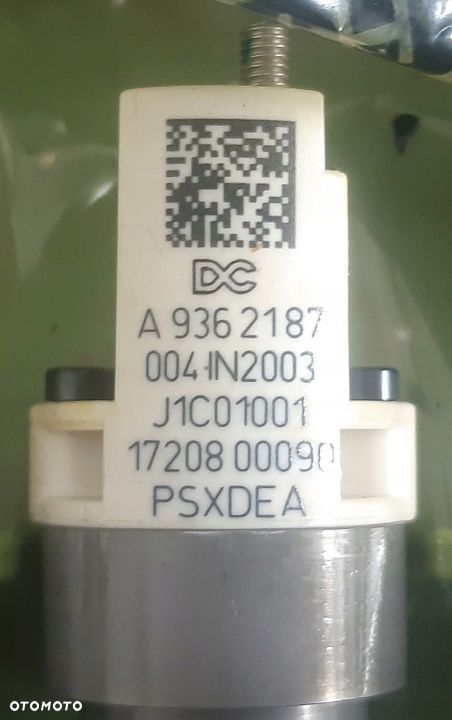 DC
A 936 2187
004 IN2003
J1C01001
17208 00090
PSXDEA
OTOMOTO